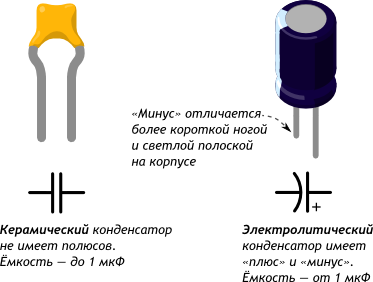 «Минус» отличается
более короткой ногой
и светлой полоской
на корпусе
+
Керамический конденсатор
не имеет полюсов.
Ёмкость — до 1 мкФ
Электролитический
конденсатор имеет
«плюс» и «минус».
Ёмкость — от 1 мкФ